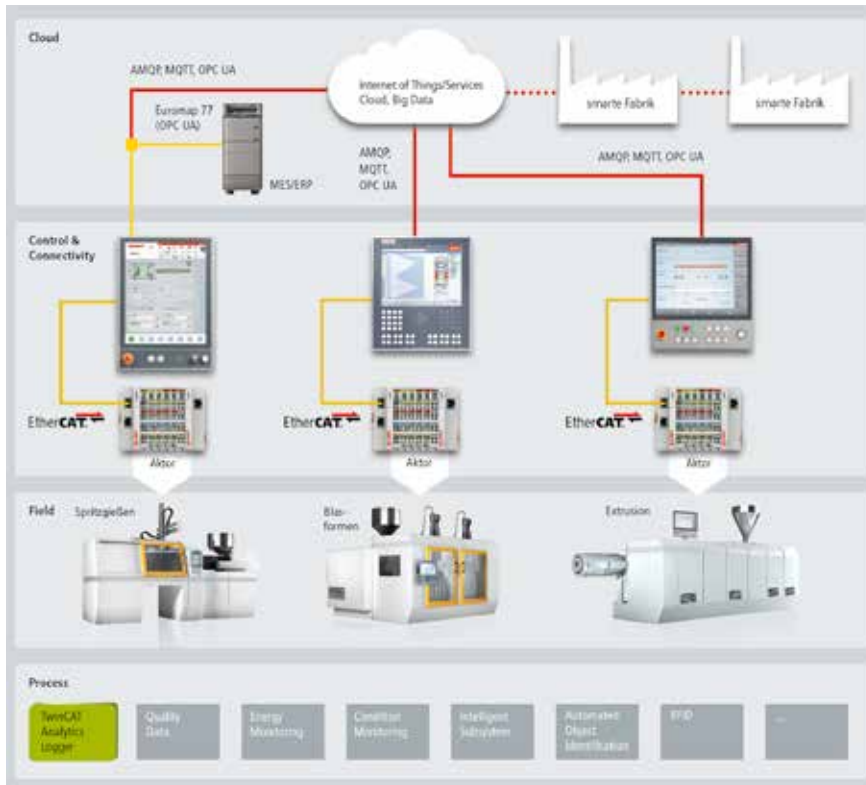 Cloud
AMQP, MQTT, OPC UA
Euromap 77
(OPC UA)
MES/ERP
Internet of Things/Services
Cloud, Big Data
smarte Fabrik
smarte Fabrik
AMQP,
MQTT,
OPC UA
AMQP, MQTT, OPC UA
Control &
Connectivity
EtherCAT
Aktor
EtherCAT
Aktor
EtherCAT
Aktor
Field
Spritzgießen
Blas-
formen
Extrusion
Process
TwinCAT
Analytics
Logger
Quality
Data
Energy
Monitoring
Condition
Monitoring
Intelligent
Subsystem
Automated
Object
Identification
RFID
...